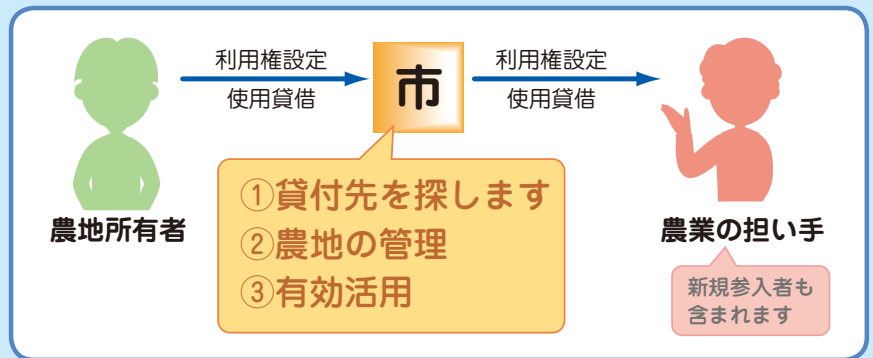 利用権設定
使用貸借
市
利用権設定
使用貸借
農地所有者
①貸付先を探します
②農地の管理
③有効活用
農業の担い手
新規参入者も
含まれます